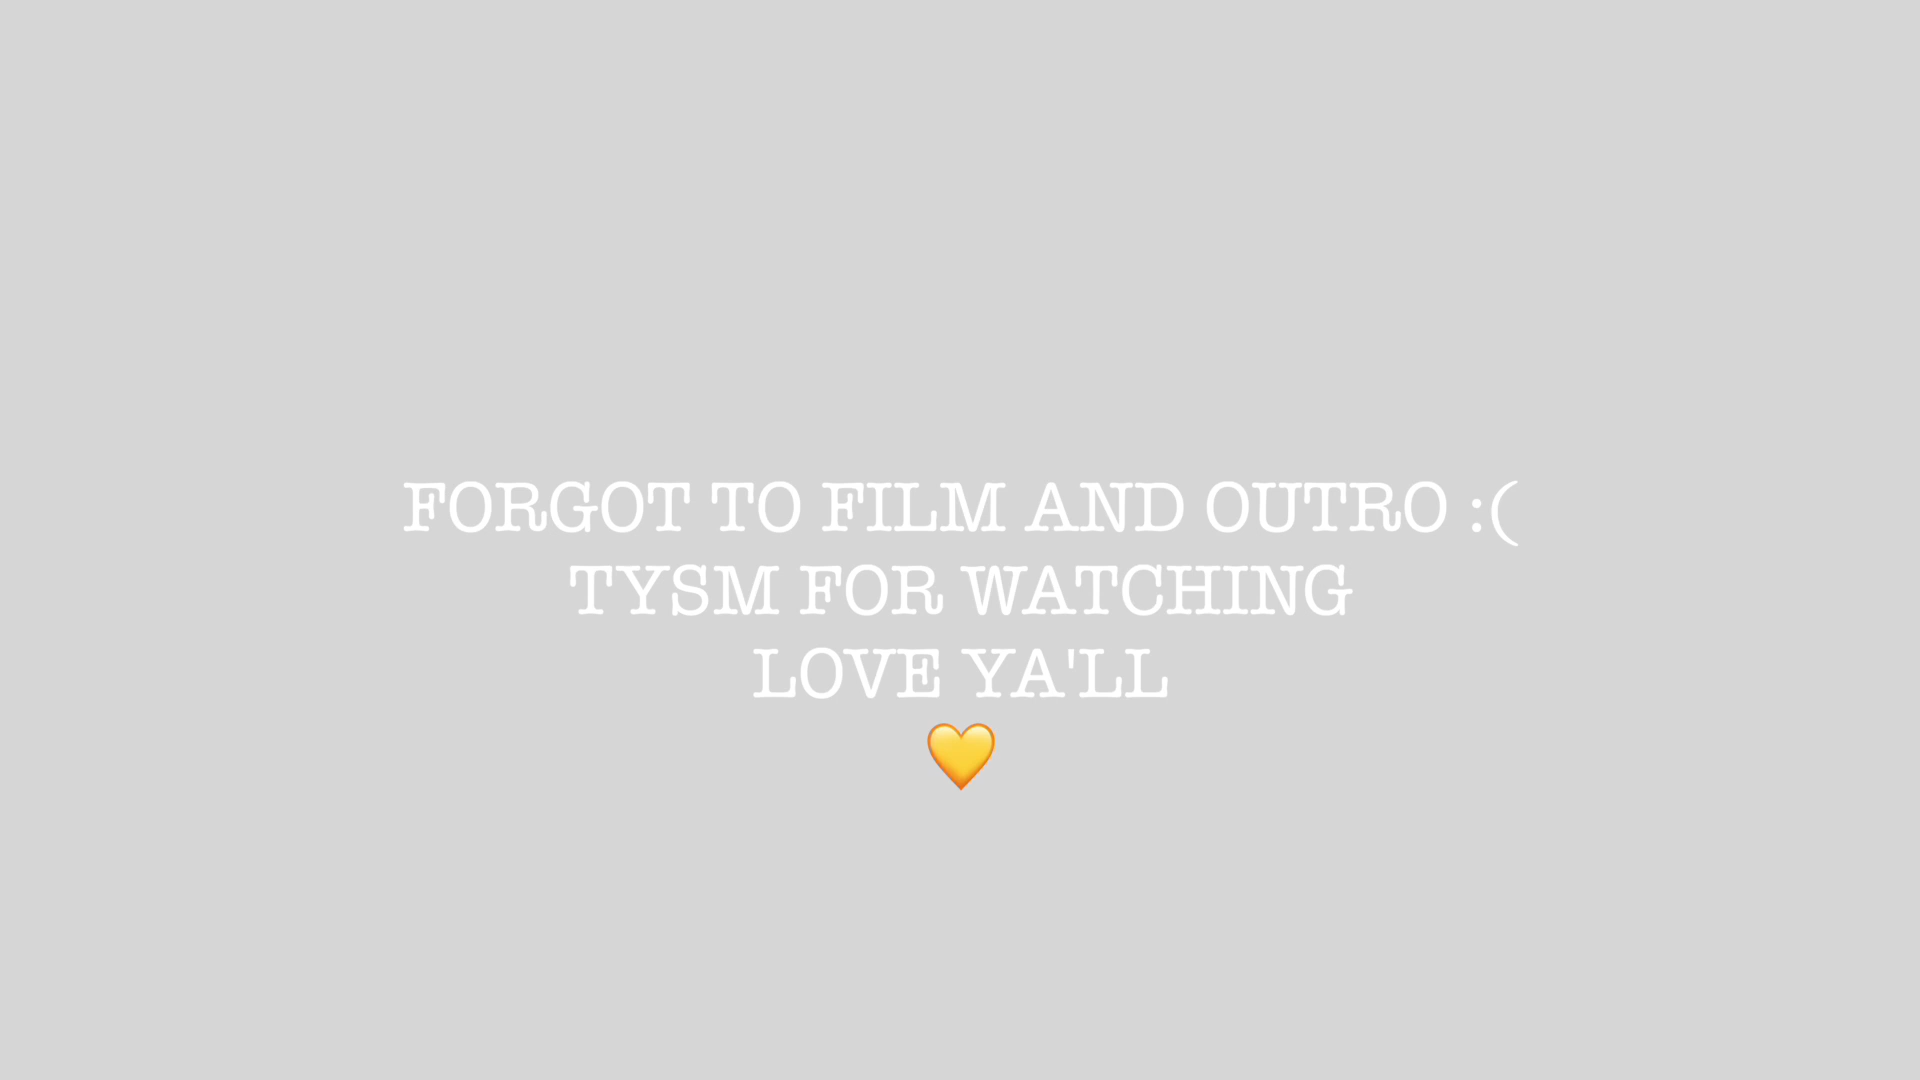 FORGOT TO FILM AND OUTRO :(
TYSM FOR WATCHING
LOVE YA'LL
💛